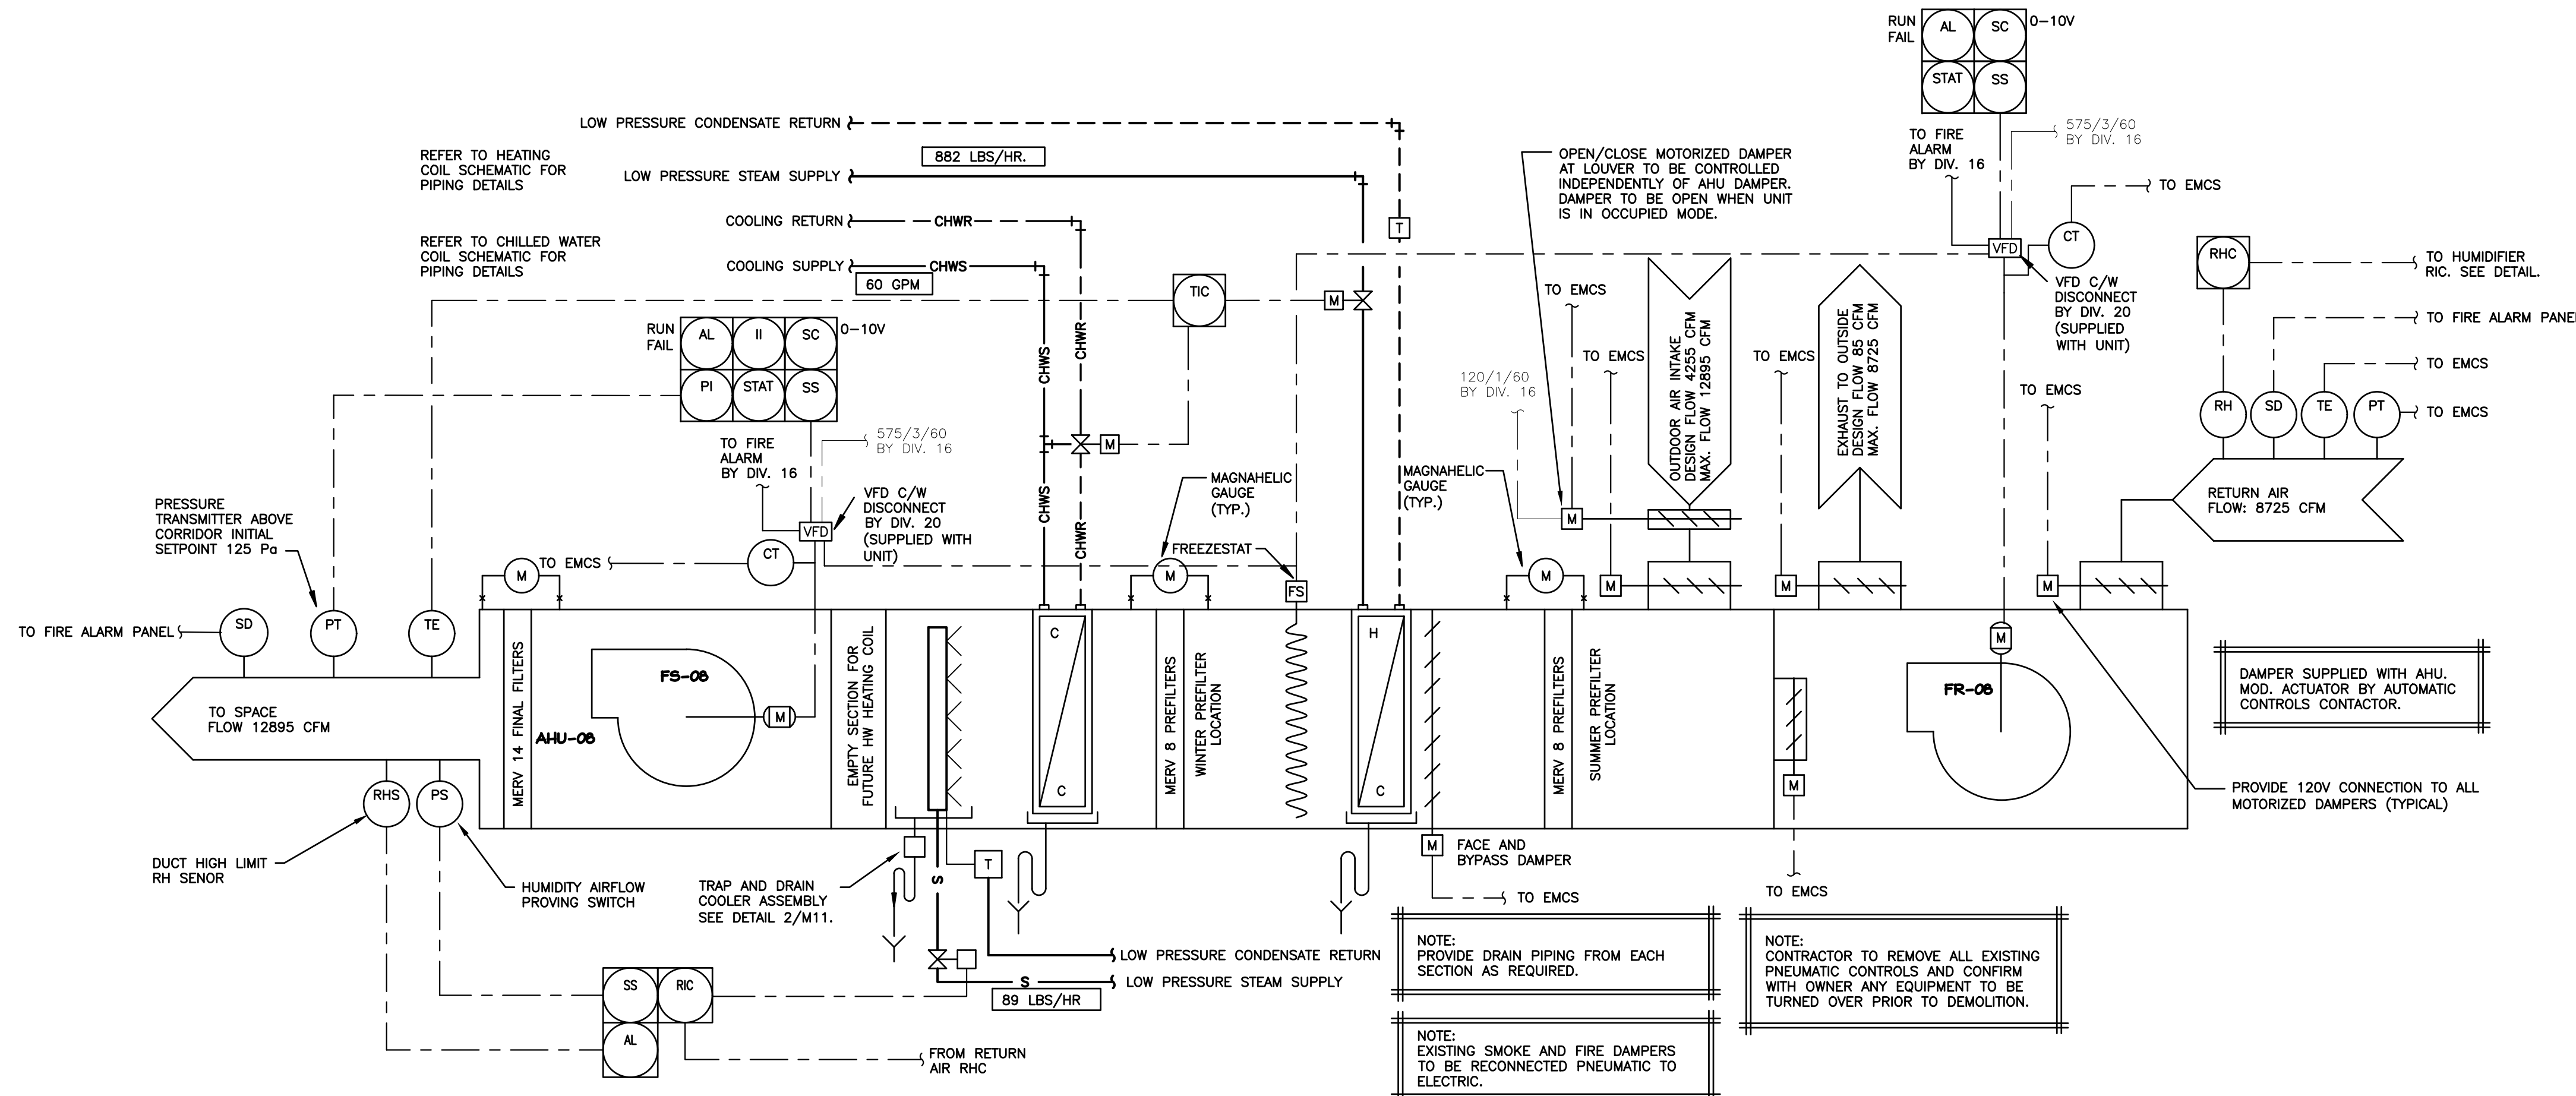 RUN
FAIL
AL
SC
0-10V
STAT
SS
TO FIRE
ALARM
BY DIV. 16
575/3/60
BY DIV. 16
TO EMCS
CT
VFD
VFD C/W
DISCONNECT
BY DIV. 20
(SUPPLIED
WITH UNIT)
LOW PRESSURE CONDENSATE RETURN
882 LBS/HR.
LOW PRESSURE STEAM SUPPLY
REFER TO HEATING
COIL SCHEMATIC FOR
PIPING DETAILS
COOLING RETURN
CHWR
REFER TO CHILLED WATER
COIL SCHEMATIC FOR
PIPING DETAILS
COOLING SUPPLY
CHWS
60 GPM
T
OPEN/CLOSE MOTORIZED DAMPER
AT LOUVER TO BE CONTROLLED
INDEPENDENTLY OF AHU DAMPER.
DAMPER TO BE OPEN WHEN UNIT
IS IN OCCUPIED MODE.
TIC
M
RHC
TO HUMIDIFIER
RIC. SEE DETAIL.
TO FIRE ALARM PANEL
TO EMCS
TO EMCS
RH
SD
TE
PT
RETURN AIR
FLOW: 8725 CFM
RUN
FAIL
AL
II
SC
0-10V
PI
STAT
SS
TO FIRE
ALARM
BY DIV. 16
575/3/60
BY DIV. 16
VFD
VFD C/W
DISCONNECT
BY DIV. 20
(SUPPLIED WITH
UNIT)
CT
TO EMCS
CHWS
CHWR
M
CHWS
CHWR
MAGNAHELIC
GAUGE
(TYP.)
FREEZESTAT
FS
MAGNAHELIC
GAUGE
(TYP.)
120/1/60
BY DIV. 16
TO EMCS
TO EMCS
OUTDOOR AIR INTAKE
DESIGN FLOW 4255 CFM
MAX. FLOW 12895 CFM
TO EMCS
EXHAUST TO OUTSIDE
DESIGN FLOW 85 CFM
MAX. FLOW 8725 CFM
TO EMCS
M
M
M
M
M
M
M
PRESSURE
TRANSMITTER ABOVE
CORRIDOR INITIAL
SETPOINT 125 Pa
TO FIRE ALARM PANEL
SD
PT
TE
TO SPACE
FLOW 12895 CFM
RHS
PS
DUCT HIGH LIMIT
RH SENOR
HUMIDITY AIRFLOW
PROVING SWITCH
MERV 14 FINAL FILTERS
AHU-08
FS-08
M
EMPTY SECTION FOR
FUTURE HW HEATING COIL
C
C
MERV 8 PREFILTERS
WINTER PREFILTER
LOCATION
H
C
MERV 8 PREFILTERS
SUMMER PREFILTER
LOCATION
M
FR-08
M
DAMPER SUPPLIED WITH AHU.
MOD. ACTUATOR BY AUTOMATIC
CONTROLS CONTACTOR.
PROVIDE 120V CONNECTION TO ALL
MOTORIZED DAMPERS (TYPICAL)
M
FACE AND
BYPASS DAMPER
TO EMCS
TO EMCS
TRAP AND DRAIN
COOLER ASSEMBLY
SEE DETAIL 2/M11.
S
T
LOW PRESSURE CONDENSATE RETURN
S
LOW PRESSURE STEAM SUPPLY
89 LBS/HR
SS
RIC
AL
FROM RETURN
AIR RHC
NOTE:
PROVIDE DRAIN PIPING FROM EACH
SECTION AS REQUIRED.
NOTE:
EXISTING SMOKE AND FIRE DAMPERS
TO BE RECONNECTED PNEUMATIC TO
ELECTRIC.
NOTE:
CONTRACTOR TO REMOVE ALL EXISTING
PNEUMATIC CONTROLS AND CONFIRM
WITH OWNER ANY EQUIPMENT TO BE
TURNED OVER PRIOR TO DEMOLITION.